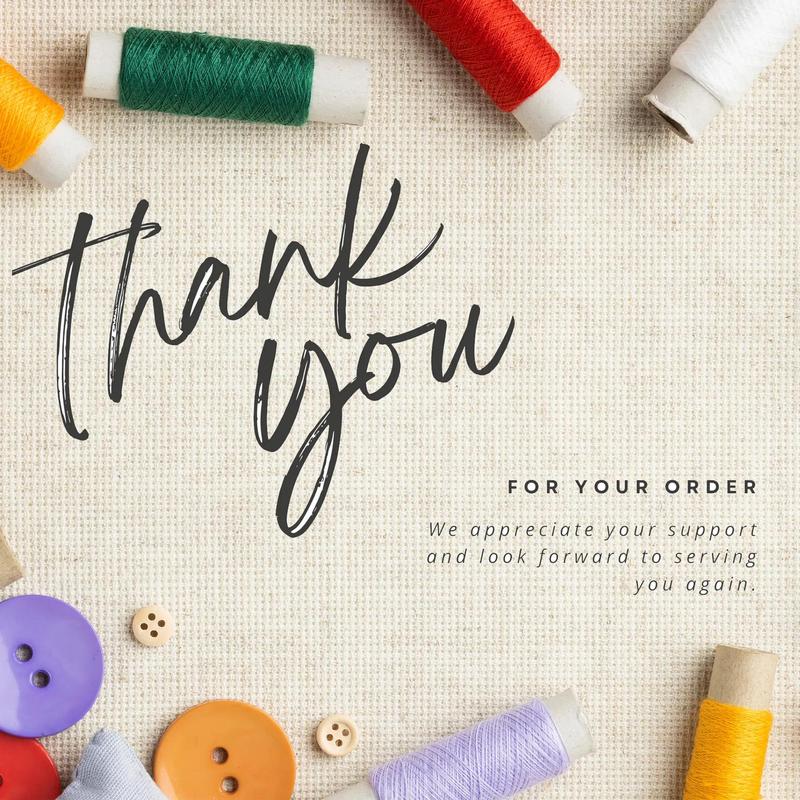 thank
you
FOR YOUR ORDER
We appreciate your support
and look forward to serving
you again.